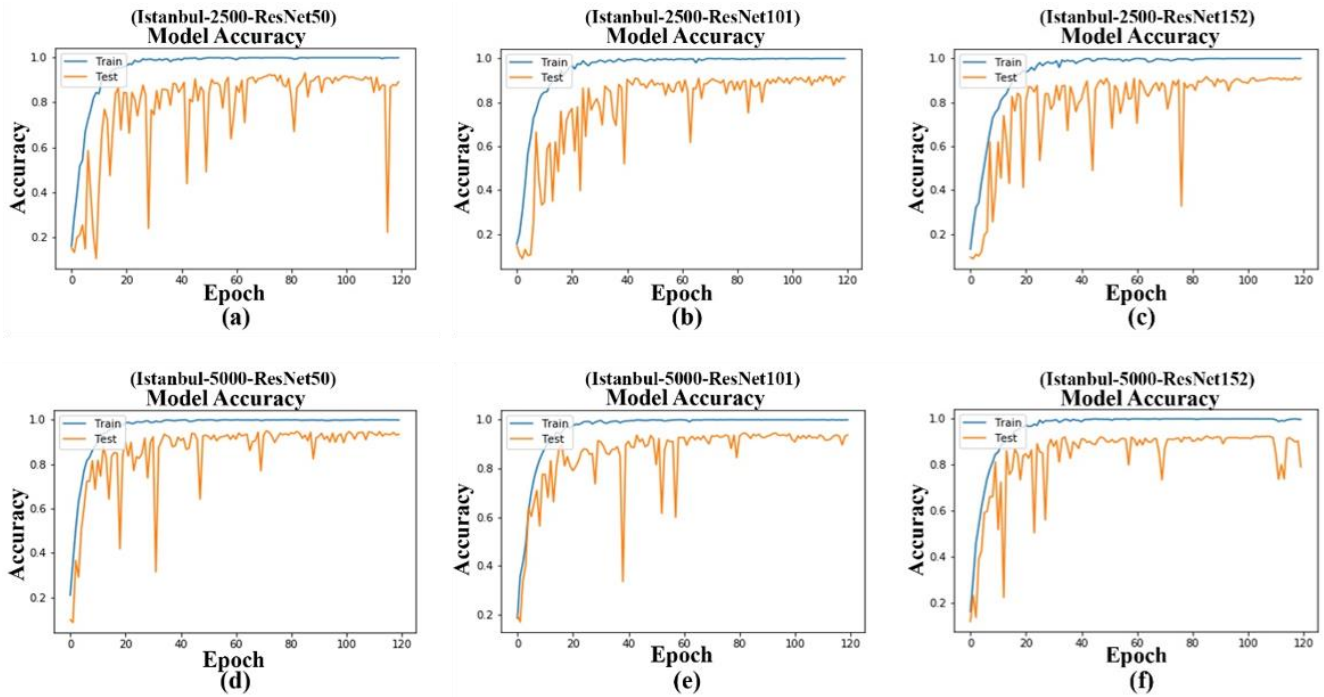 (Istanbul-2500-ResNet50)
Model Accuracy
Train
Test
1.0
0.8
0.6
0.4
0.2
Accuracy
0 20 40 60 80 100 120
Epoch
(a)
(Istanbul-2500-ResNet101)
Model Accuracy
Train
Test
1.0
0.8
0.6
0.4
0.2
Accuracy
0 20 40 60 80 100 120
Epoch
(b)
(Istanbul-2500-ResNet152)
Model Accuracy
Train
Test
1.0
0.8
0.6
0.4
0.2
Accuracy
0 20 40 60 80 100 120
Epoch
(c)
(Istanbul-5000-ResNet50)
Model Accuracy
Train
Test
1.0
0.8
0.6
0.4
0.2
Accuracy
0 20 40 60 80 100 120
Epoch
(d)
(Istanbul-5000-ResNet101)
Model Accuracy
Train
Test
1.0
0.8
0.6
0.4
0.2
Accuracy
0 20 40 60 80 100 120
Epoch
(e)
(Istanbul-5000-ResNet152)
Model Accuracy
Train
Test
1.0
0.8
0.6
0.4
0.2
Accuracy
0 20 40 60 80 100 120
Epoch
(f)